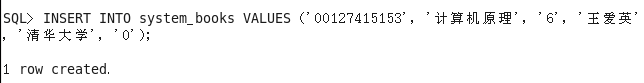 SQL> INSERT INTO system_books VALUES ('00127415153', '计算机原理', '6', '王爱英'
, '清华大学', '0');
1 row created.